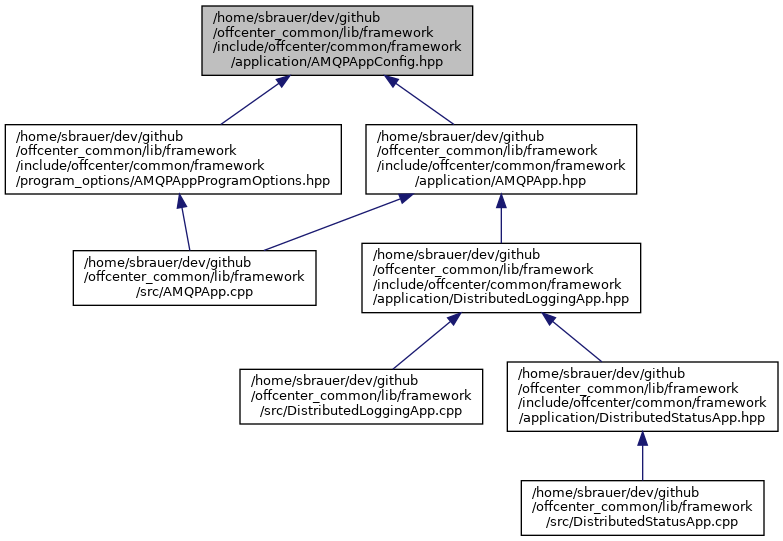 /home/sbrauer/dev/github
/offcenter_common/lib/framework
/include/offcenter/common/framework
/application/AMQPAppConfig.hpp
/home/sbrauer/dev/github
/offcenter_common/lib/framework
/include/offcenter/common/framework
/program_options/AMQPAppProgramOptions.hpp
/home/sbrauer/dev/github
/offcenter_common/lib/framework
/include/offcenter/common/framework
/application/AMQPApp.hpp
/home/sbrauer/dev/github
/offcenter_common/lib/framework
/src/AMQPApp.cpp
/home/sbrauer/dev/github
/offcenter_common/lib/framework
/include/offcenter/common/framework
/application/DistributedLoggingApp.hpp
/home/sbrauer/dev/github
/offcenter_common/lib/framework
/src/DistributedLoggingApp.cpp
/home/sbrauer/dev/github
/offcenter_common/lib/framework
/include/offcenter/common/framework
/application/DistributedStatusApp.hpp
/home/sbrauer/dev/github
/offcenter_common/lib/framework
/src/DistributedStatusApp.cpp